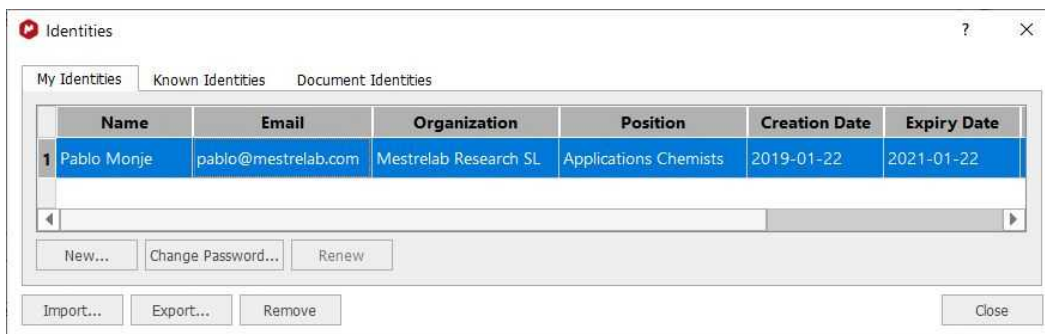 Identities ?
My Identities Known Identities Document Identities
Name Email Organization Position Creation Date Expiry Date
1 Pablo Monje pablo@mestrelab.com Mestrelab Research SL Applications Chemists 2019-01-22 2021-01-22
New... Change Password... Renew
Import... Export... Remove Close